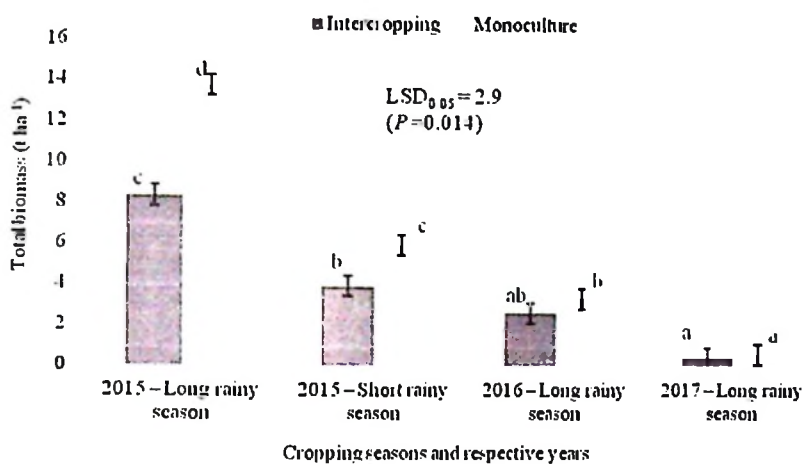 16
14
12
10
8
6
4
2
0
Total biomass (t ha⁻¹)
Intercropping Monoculture
LSD₀.₀₅ = 2.9
(P=0.014)
c
d
b
c
ab
b
a
a
2015–Long rainy season
2015–Short rainy season
2016–Long rainy season
2017–Long rainy season
Cropping seasons and respective years